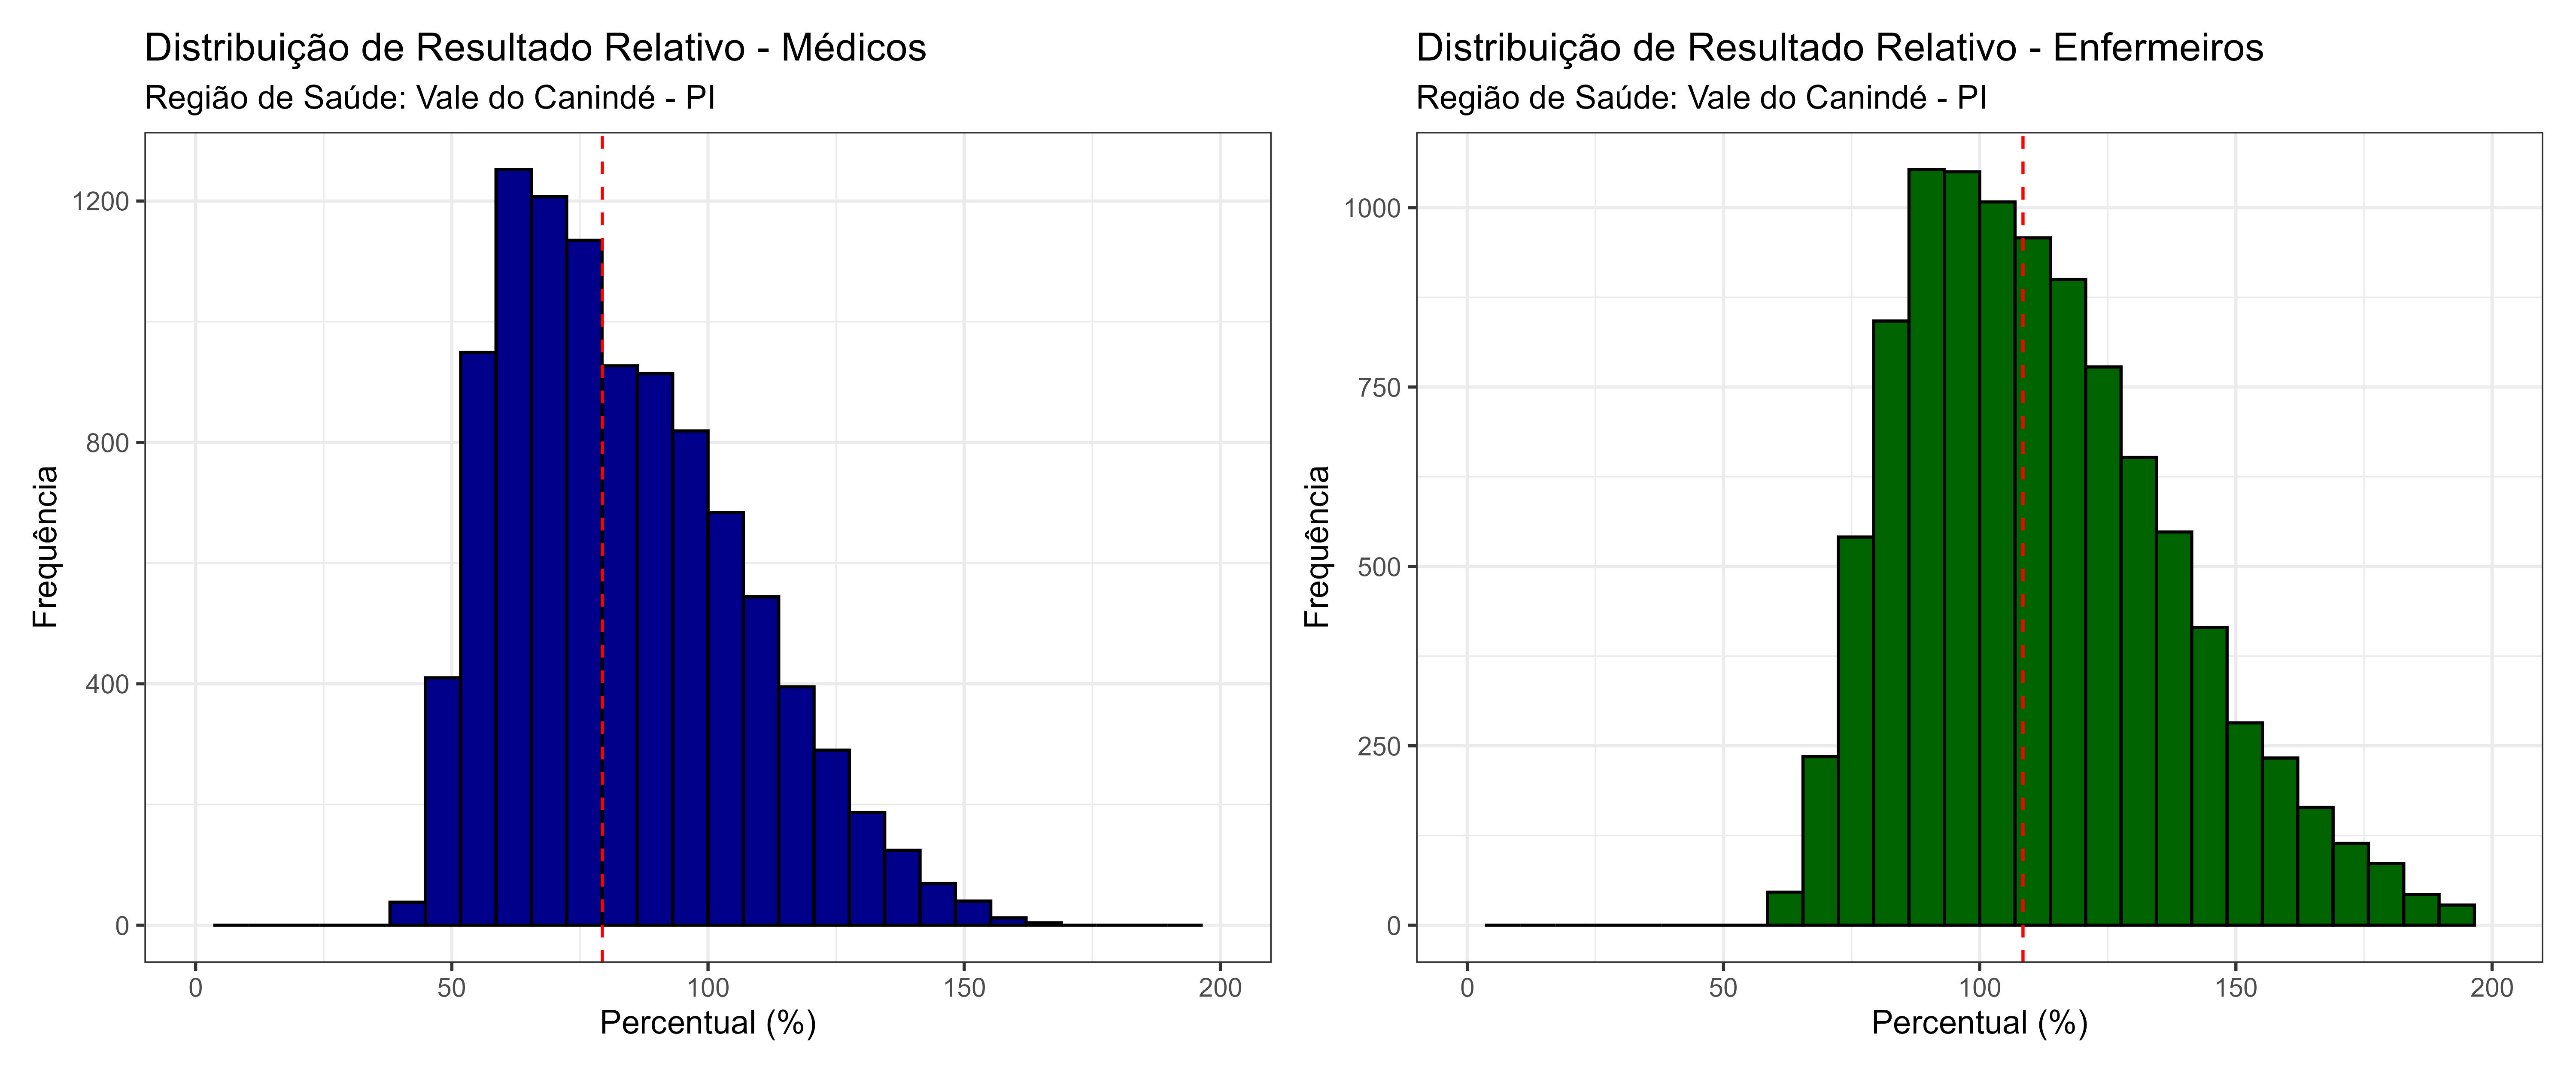 Distribuição de Resultado Relativo - Médicos
Região de Saúde: Vale do Canindé - PI
1200
800
400
0
Frequência
0 50 100 150 200
Percentual (%)
Distribuição de Resultado Relativo - Enfermeiros
Região de Saúde: Vale do Canindé - PI
1000
750
500
250
0
Frequência
0 50 100 150 200
Percentual (%)